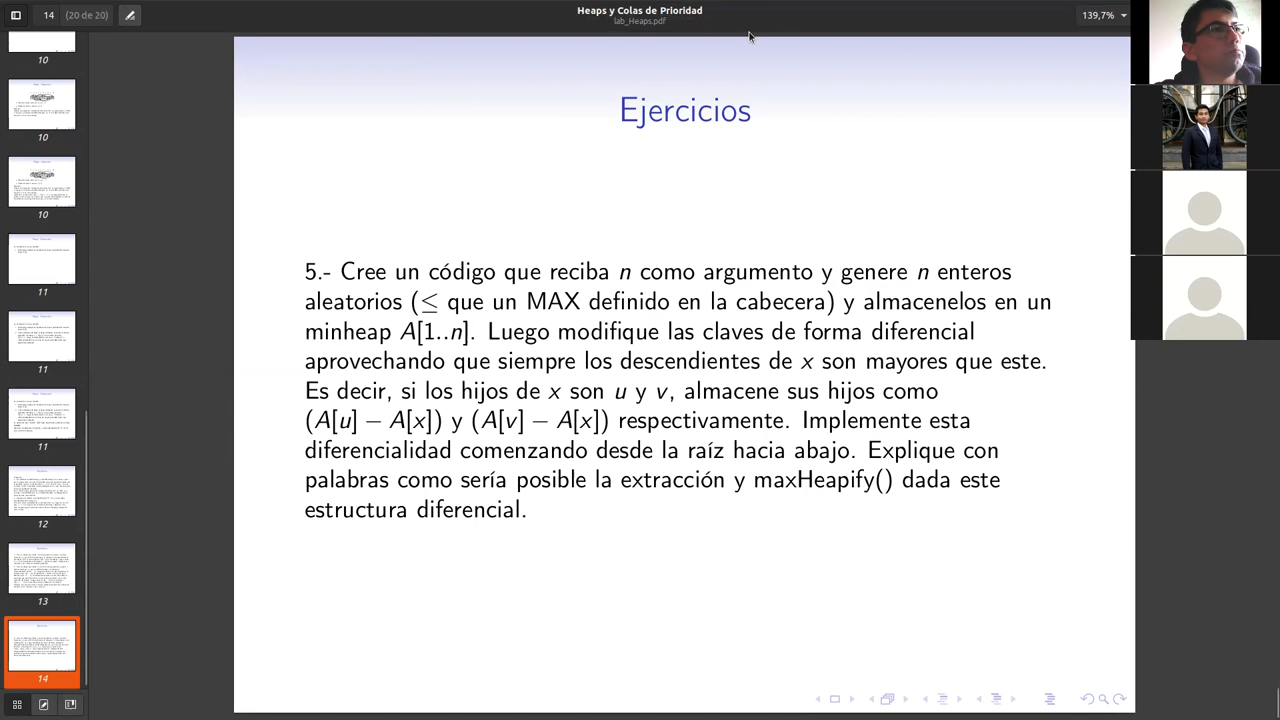 14 (20 de 20)
Heaps y Colas de Prioridad
lab_Heaps.pdf
139,7%
10
10
10
11
11
11
12
13
14
Ejercicios
5.- Cree un código que reciba n como argumento y genere n enteros
aleatorios (≤ que un MAX definido en la cabecera) y almacenelos en un
minheap A[1..n]. Luego modifique las claves de forma diferencial
aprovechando que siempre los descendientes de x son mayores que este.
Es decir, si los hijos de x son u y v, almacene sus hijos como
(A[u] − A[x]) y (A[v] − A[x]) respectivamente. Implemente esta
diferencialidad comenzando desde la raíz hacia abajo. Explique con
palabras como sería posible la extracción y maxHeapify() dada este
estructura diferencial.